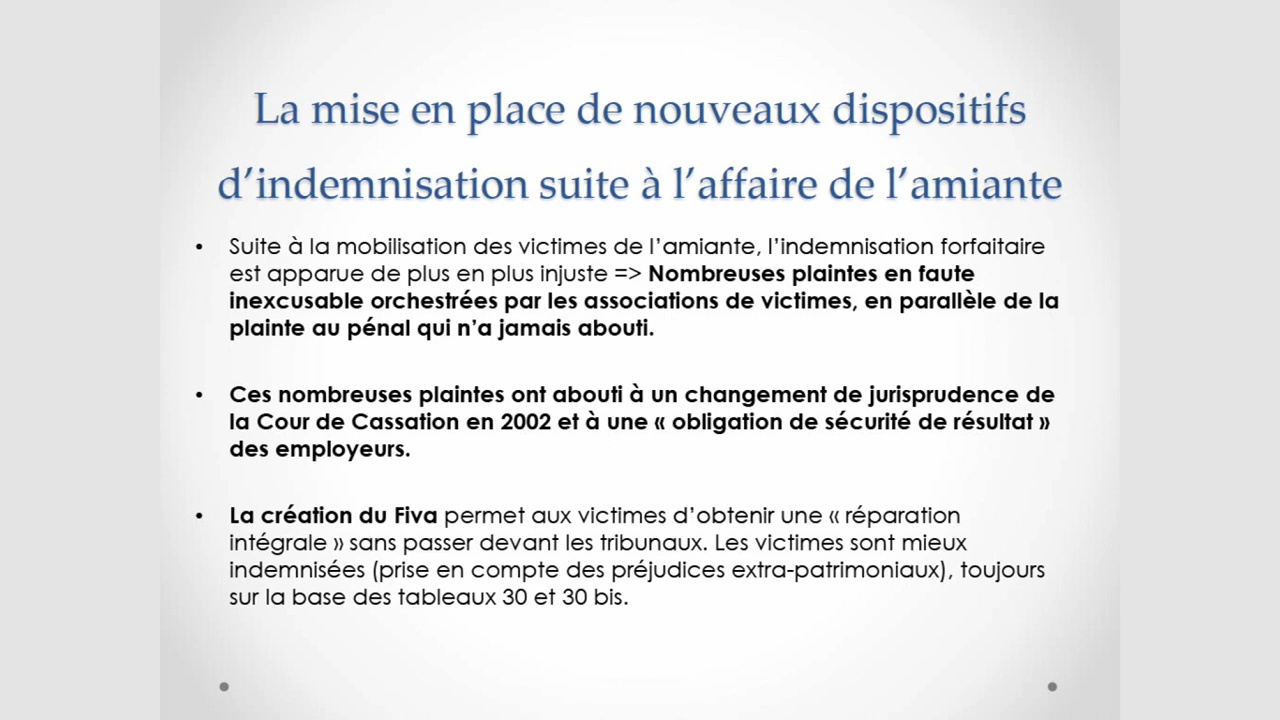 La mise en place de nouveaux dispositifs
d’indemnisation suite à l’affaire de l’amiante
• Suite à la mobilisation des victimes de l’amiante, l’indemnisation forfaitaire
est apparue de plus en plus injuste => Nombreuses plaintes en faute
inexcusable orchestrées par les associations de victimes, en parallèle de la
plainte au pénal qui n’a jamais abouti.
• Ces nombreuses plaintes ont abouti à un changement de jurisprudence de
la Cour de Cassation en 2002 et à une « obligation de sécurité de résultat »
des employeurs.
• La création du Fiva permet aux victimes d’obtenir une « réparation
intégrale » sans passer devant les tribunaux. Les victimes sont mieux
indemnisées (prise en compte des préjudices extra-patrimoniaux), toujours
sur la base des tableaux 30 et 30 bis.